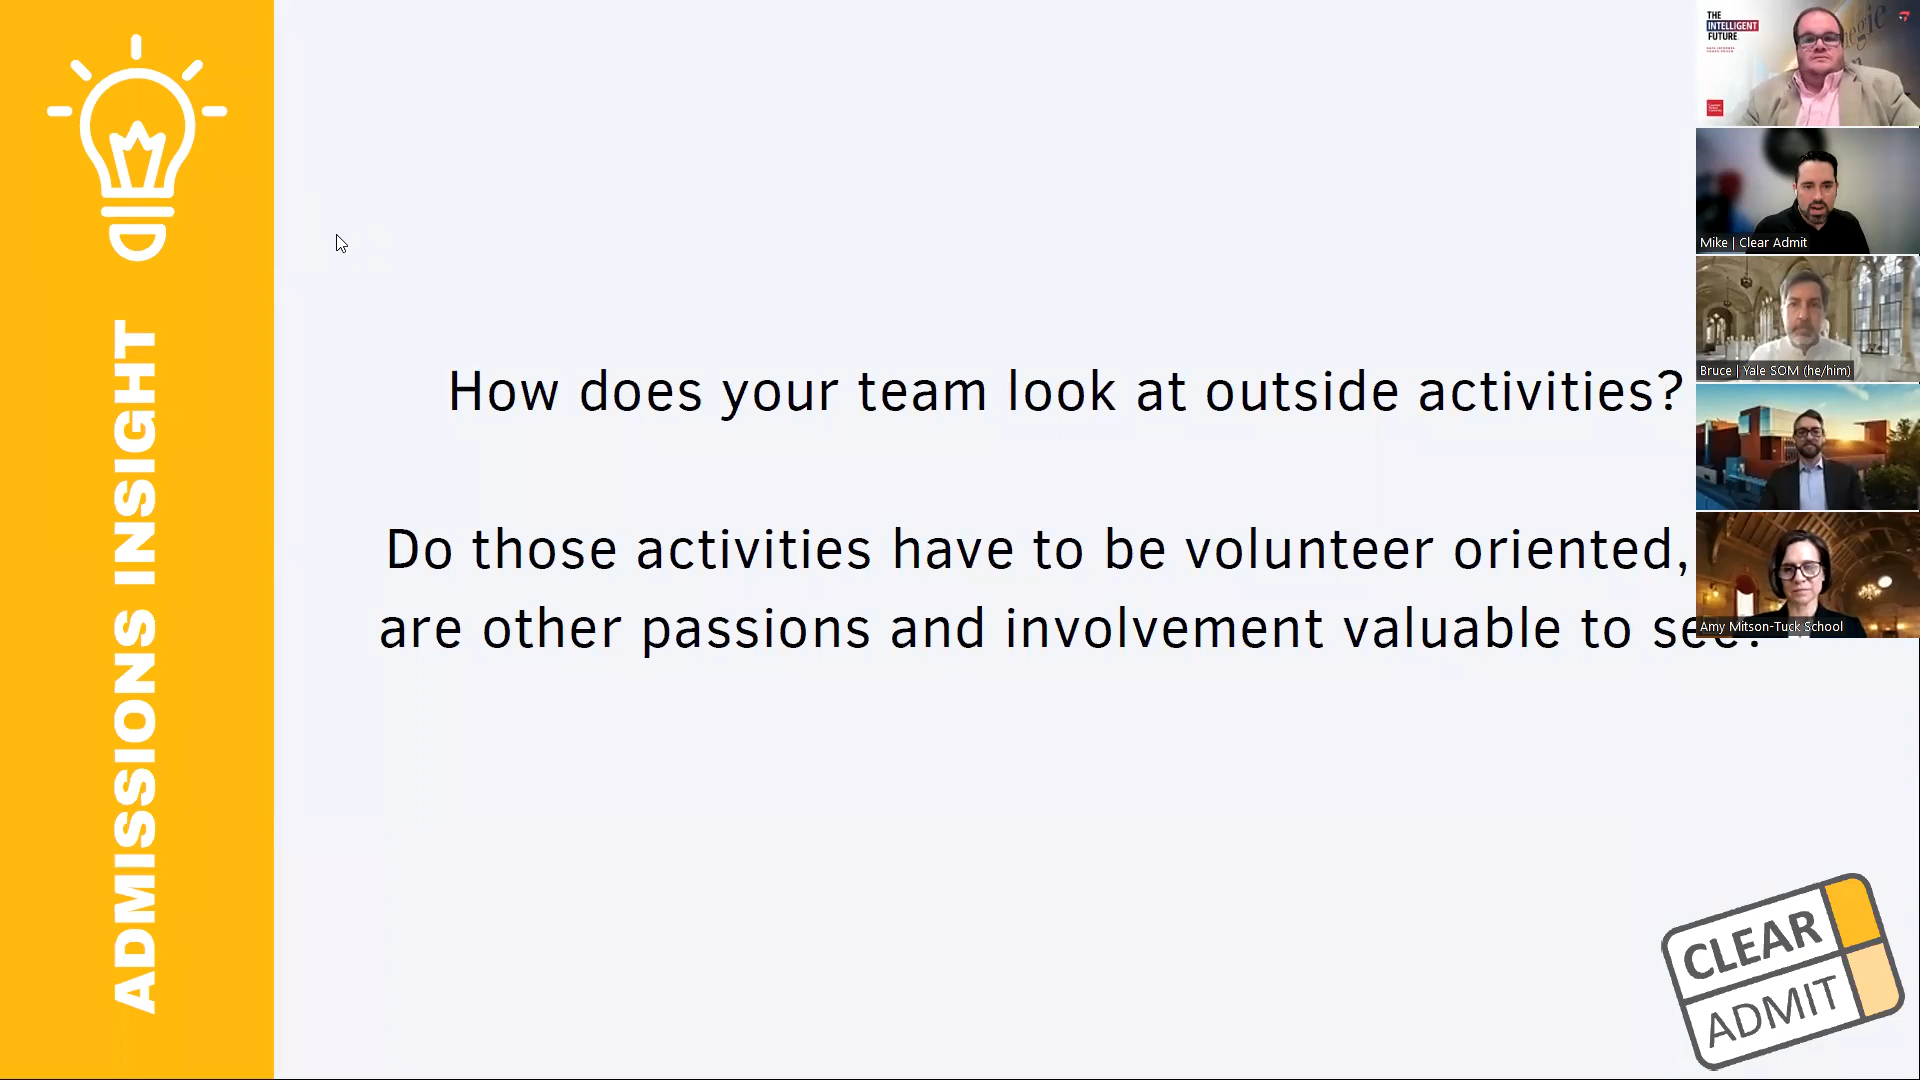 ADMISSIONS INSIGHT
How does your team look at outside activities?
Do those activities have to be volunteer oriented,
are other passions and involvement valuable to see?
THE
INTELLIGENT
FUTURE
Mike | Clear Admit
Bruce | Yale SOM (he/him)
Amy Mitson-Tuck School
CLEAR
ADMIT